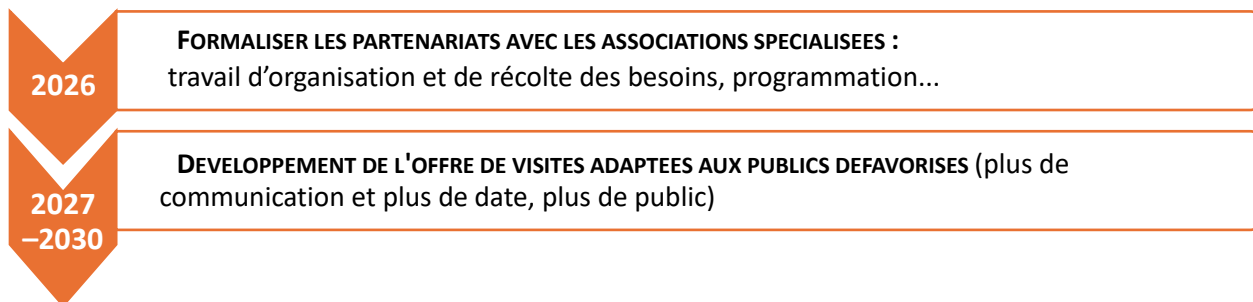 2026
FORMALISER LES PARTENARIATS AVEC LES ASSOCIATIONS SPECIALISEES :
travail d’organisation et de récolte des besoins, programmation...
2027
–2030
DEVELOPPEMENT DE L'OFFRE DE VISITES ADAPTEES AUX PUBLICS DEFAVORISES (plus de
communication et plus de date, plus de public)